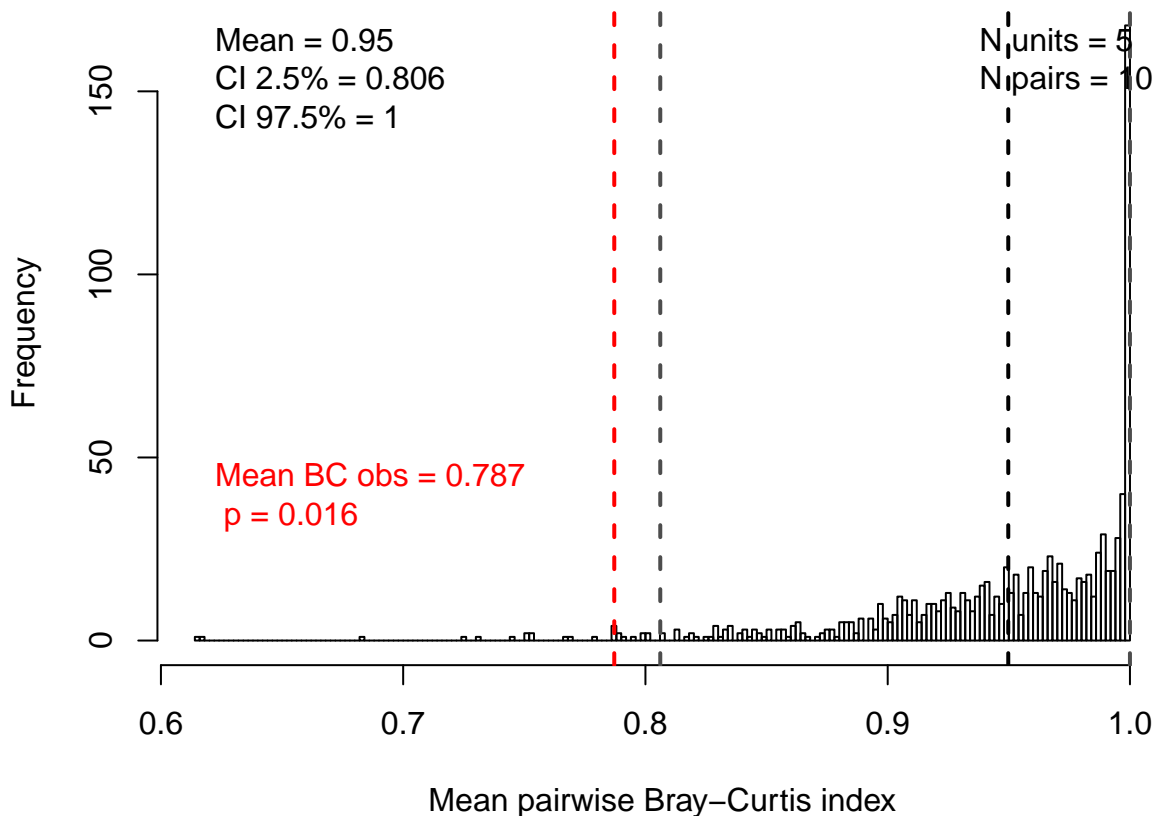 Mean = 0.95
CI 2.5% = 0.806
CI 97.5% = 1
N units = 5
N pairs = 10
Mean BC obs = 0.787
p = 0.016
Frequency
150
100
50
0
0.6 0.7 0.8 0.9 1.0
Mean pairwise Bray−Curtis index